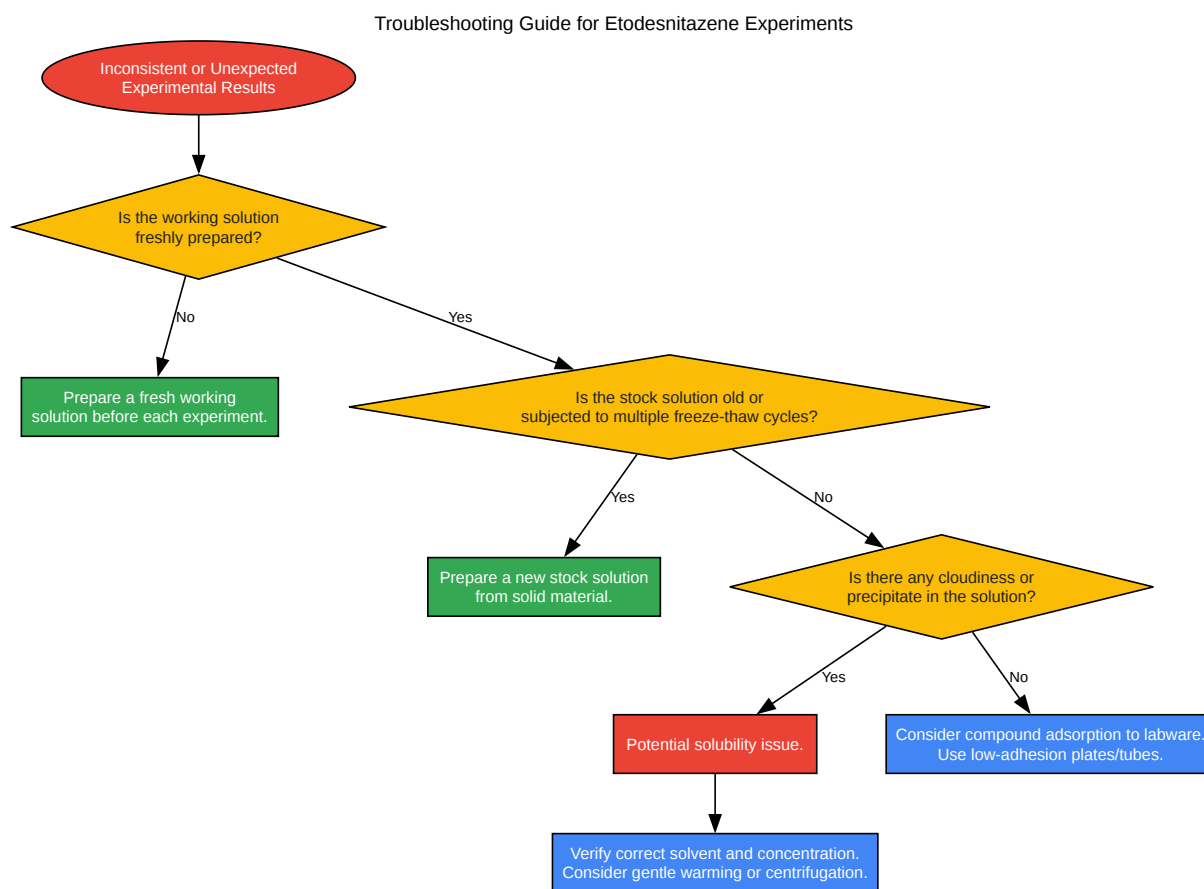 Troubleshooting Guide for Etodesnitazene Experiments
Inconsistent or Unexpected
Experimental Results
Is the working solution
freshly prepared?
No
Yes
Prepare a fresh working
solution before each experiment.
Is the stock solution old or
subjected to multiple freeze-thaw cycles?
Yes
No
Prepare a new stock solution
from solid material.
Is there any cloudiness or
precipitate in the solution?
Yes
No
Potential solubility issue.
Consider compound adsorption to labware.
Use low-adhesion plates/tubes.
Verify correct solvent and concentration.
Consider gentle warming or centrifugation.